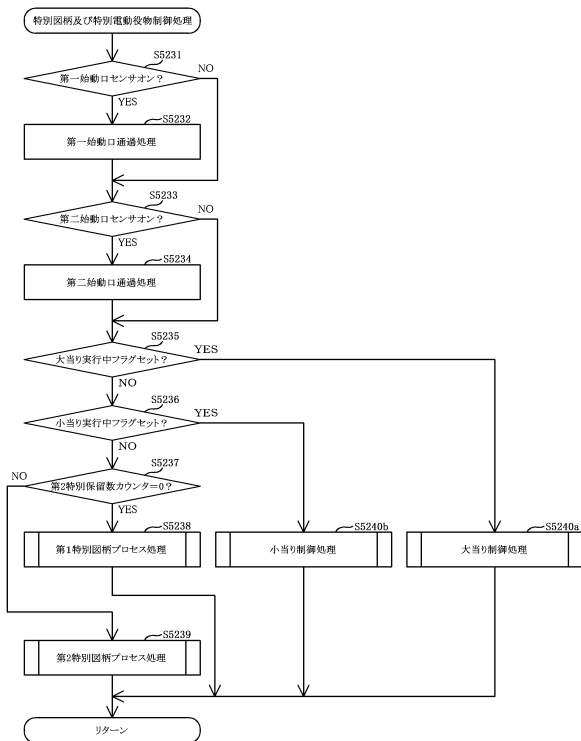 特別図柄及び特別電動役物制御処理
S5231
第一始動口センサオン？
NO
YES
S5232
第一始動口通過処理
S5233
第二始動口センサオン？
NO
YES
S5234
第二始動口通過処理
S5235
大当り実行中フラグセット？
YES
NO
S5236
小当り実行中フラグセット？
YES
NO
S5237
NO
第2特別保留数カウンタ=0？
YES
S5238
第1特別図柄プロセス処理
S5240b
小当り制御処理
S5240a
大当り制御処理
S5239
第2特別図柄プロセス処理
リターン